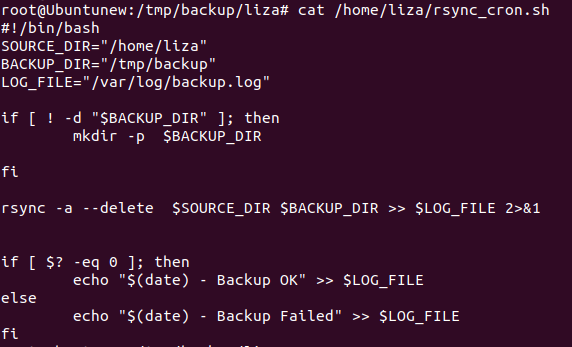 root@Ubuntunew:/tmp/backup/liza# cat /home/liza/rsync_cron.sh
#!/bin/bash
SOURCE_DIR="/home/liza"
BACKUP_DIR="/tmp/backup"
LOG_FILE="/var/log/backup.log"
if [ ! -d "$BACKUP_DIR" ]; then
        mkdir -p  $BACKUP_DIR
fi
rsync -a --delete  $SOURCE_DIR $BACKUP_DIR >> $LOG_FILE 2>&1
if [ $? -eq 0 ]; then
        echo "$(date) - Backup OK" >> $LOG_FILE
else
        echo "$(date) - Backup Failed" >> $LOG_FILE
fi